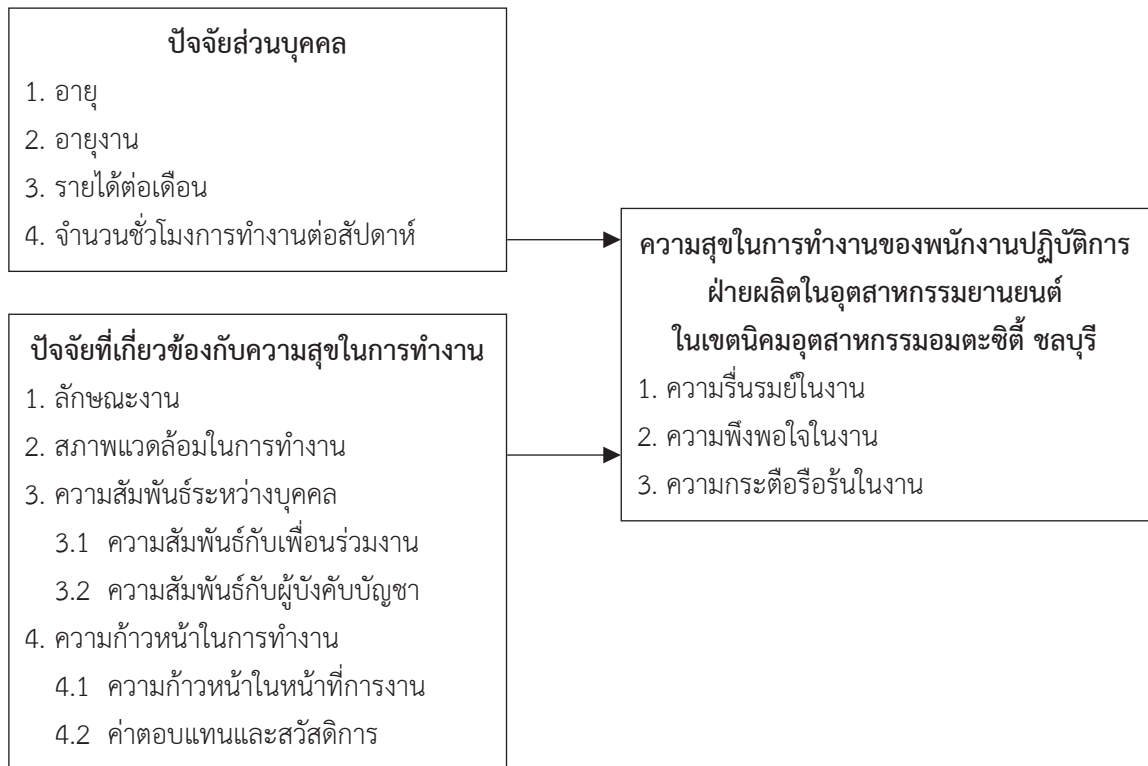 ปัจจัยส่วนบุคคล
1. อายุ
2. อายุงาน
3. รายได้ต่อเดือน
4. จำนวนชั่วโมงการทำงานต่อสัปดาห์
ปัจจัยที่เกี่ยวข้องกับความสุขในการทำงาน
1. ลักษณะงาน
2. สภาพแวดล้อมในการทำงาน
3. ความสัมพันธ์ระหว่างบุคคล
3.1 ความสัมพันธ์กับเพื่อนร่วมงาน
3.2 ความสัมพันธ์กับผู้บังคับบัญชา
4. ความก้าวหน้าในการทำงาน
4.1 ความก้าวหน้าในหน้าที่การงาน
4.2 ค่าตอบแทนและสวัสดิการ
ความสุขในการทำงานของพนักงานปฏิบัติการ
ฝ่ายผลิตในอุตสาหกรรมยานยนต์
ในเขตนิคมอุตสาหกรรมอมตะซิตี้ ชลบุรี
1. ความรื่นรมย์ในงาน
2. ความพึงพอใจในงาน
3. ความกระตือรือร้นในงาน